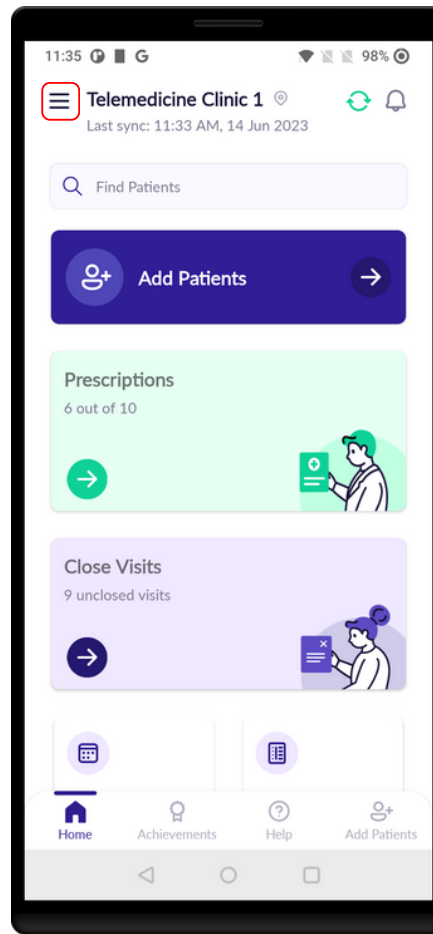 11:35 G 98%
Telemedicine Clinic 1
Last sync: 11:33 AM, 14 Jun 2023
Find Patients
Add Patients
Prescriptions
6 out of 10
Close Visits
9 unclosed visits
Home Achievements Help Add Patients